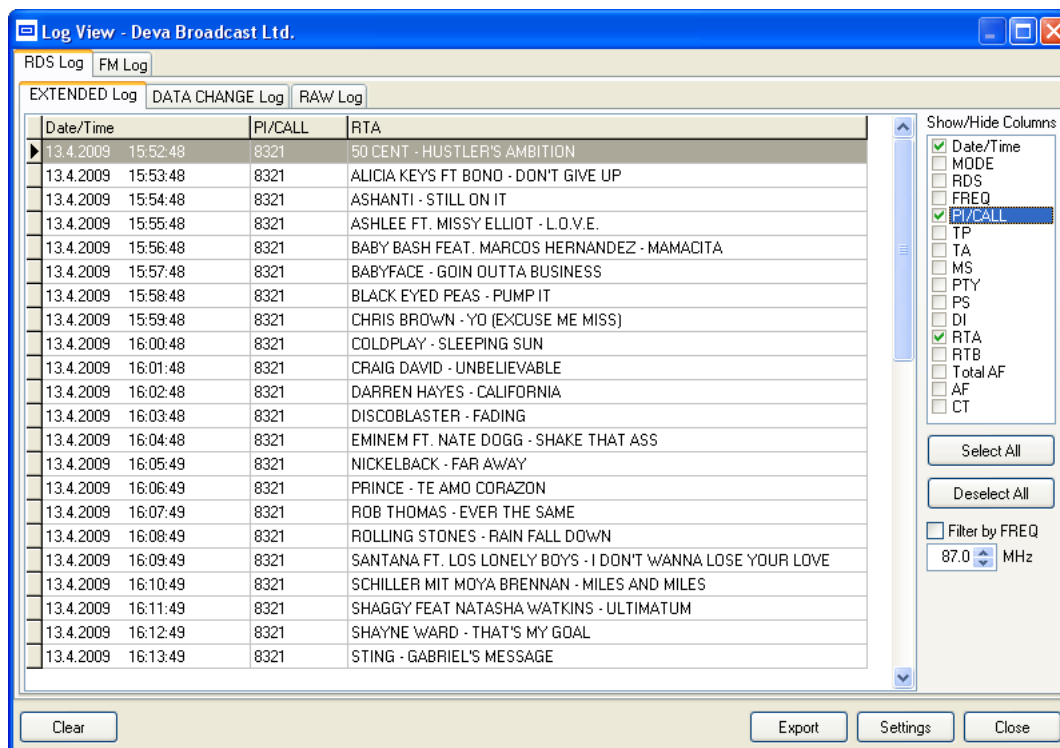 Log View - Deva Broadcast Ltd.
RDS Log FM Log
EXTENDED Log DATA CHANGE Log RAW Log
Date/Time PI/CALL RTA
13.4.2009 15:52:48 8321 50 CENT - HUSTLER'S AMBITION
13.4.2009 15:53:48 8321 ALICIA KEYS FT BONO - DON'T GIVE UP
13.4.2009 15:54:48 8321 ASHANTI - STILL ON IT
13.4.2009 15:55:48 8321 ASHLEE FT. MISSY ELLIOT - L.O.V.E.
13.4.2009 15:56:48 8321 BABY BASH FEAT. MARCOS HERNANDEZ - MAMACITA
13.4.2009 15:57:48 8321 BABYFACE - GOIN OUTTA BUSINESS
13.4.2009 15:58:48 8321 BLACK EYED PEAS - PUMP IT
13.4.2009 15:59:48 8321 CHRIS BROWN - YO (EXCUSE ME MISS)
13.4.2009 16:00:48 8321 COLDPLAY - SLEEPING SUN
13.4.2009 16:01:48 8321 CRAIG DAVID - UNBELIEVABLE
13.4.2009 16:02:48 8321 DARREN HAYES - CALIFORNIA
13.4.2009 16:03:48 8321 DISCOBLASTER - FADING
13.4.2009 16:04:48 8321 EMINEM FT. NATE DOGG - SHAKE THAT ASS
13.4.2009 16:05:49 8321 NICKELBACK - FAR AWAY
13.4.2009 16:06:49 8321 PRINCE - TE AMO CORAZON
13.4.2009 16:07:49 8321 ROB THOMAS - EVER THE SAME
13.4.2009 16:08:49 8321 ROLLING STONES - RAIN FALL DOWN
13.4.2009 16:09:49 8321 SANTANA FT. LOS LONELY BOYS - I DON'T WANNA LOSE YOUR LOVE
13.4.2009 16:10:49 8321 SCHILLER MIT MOYA BRENNAN - MILES AND MILES
13.4.2009 16:11:49 8321 SHAGGY FEAT NATASHA WATKINS - ULTIMATUM
13.4.2009 16:12:49 8321 SHAYNE WARD - THAT'S MY GOAL
13.4.2009 16:13:49 8321 STING - GABRIEL'S MESSAGE
Show/Hide Columns
Date/Time
MODE
RDS
FREQ
PI/CALL
TP
TA
MS
PTY
PS
DI
RTA
RTB
Total AF
AF
CT
Select All
Deselect All
Filter by FREQ
87.0 MHz
Clear Export Settings Close